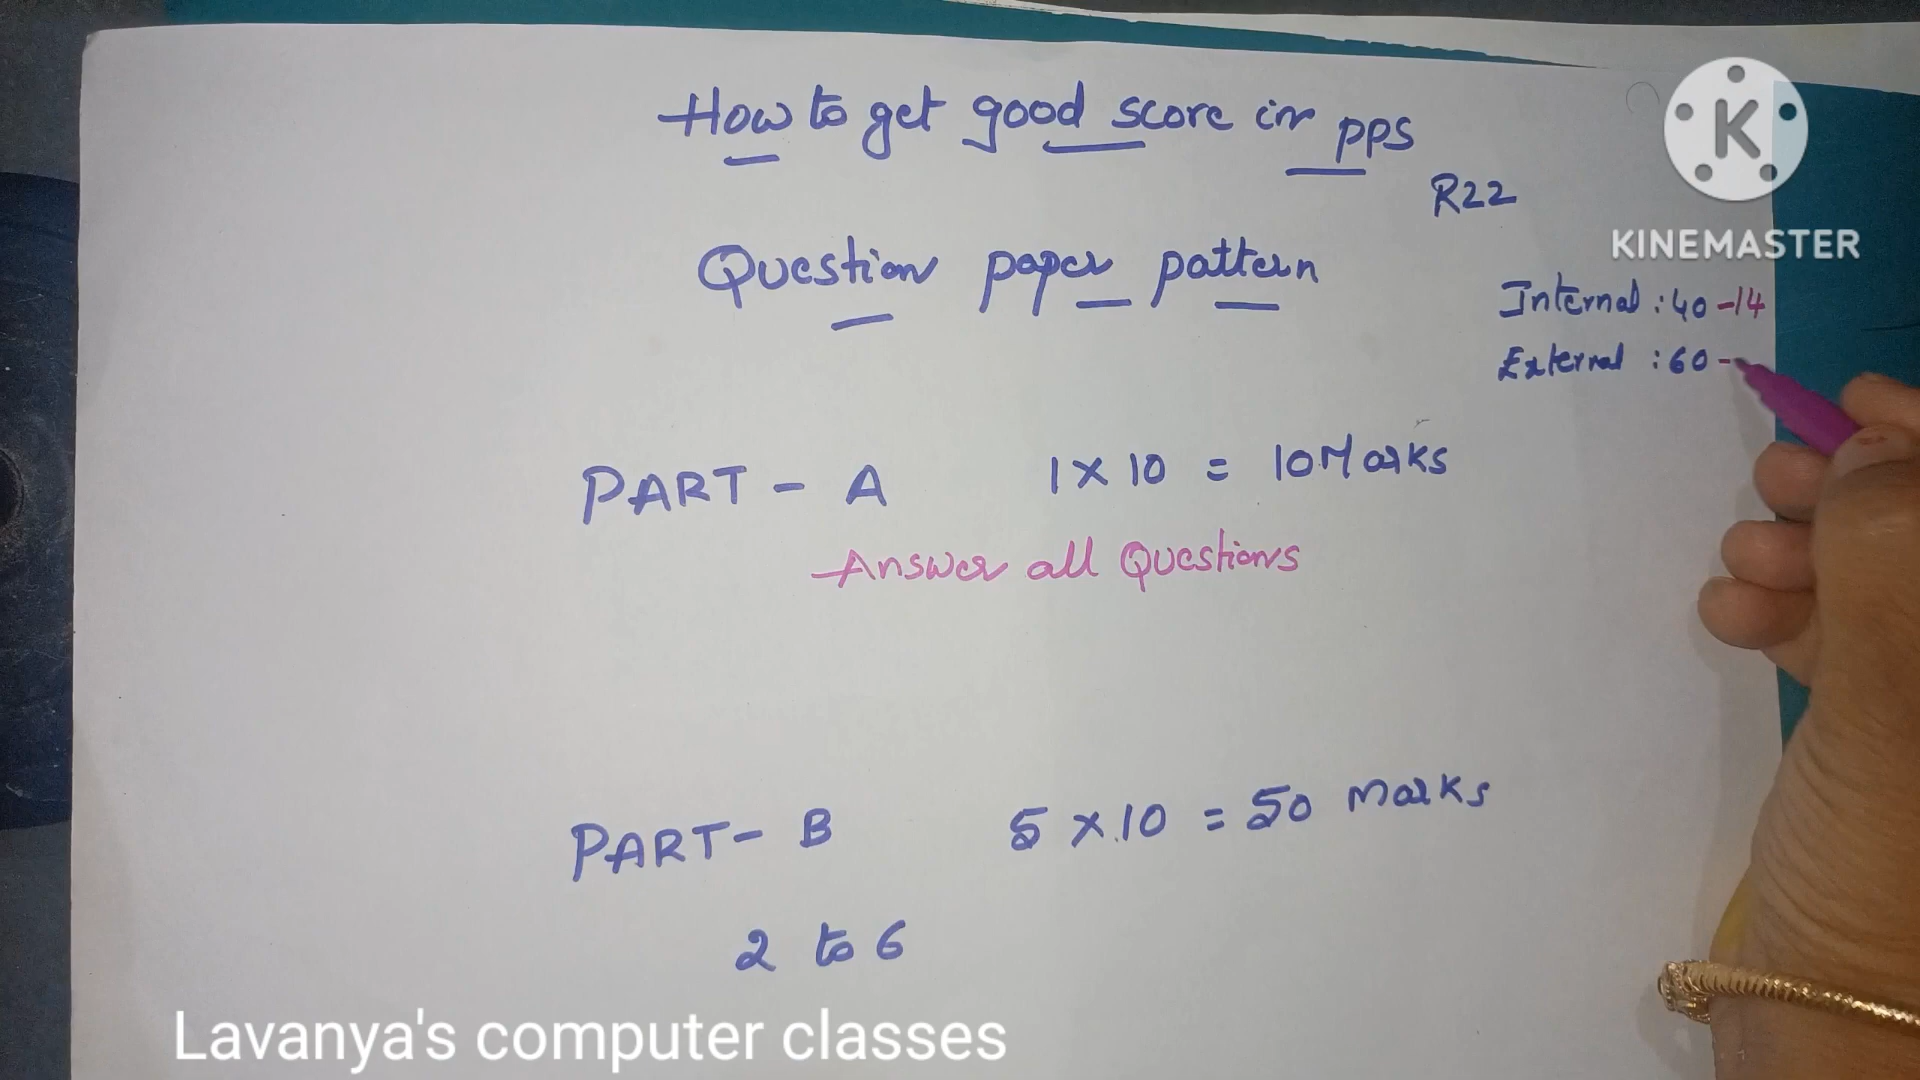 How to get good score in pps
R22
KINEMASTER
Question paper pattern
Internal : 40 -14
External : 60 -
PART - A 1 x 10 = 10 Marks
Answer all Questions
PART - B 5 x 10 = 50 Marks
2 to 6
Lavanya's computer classes